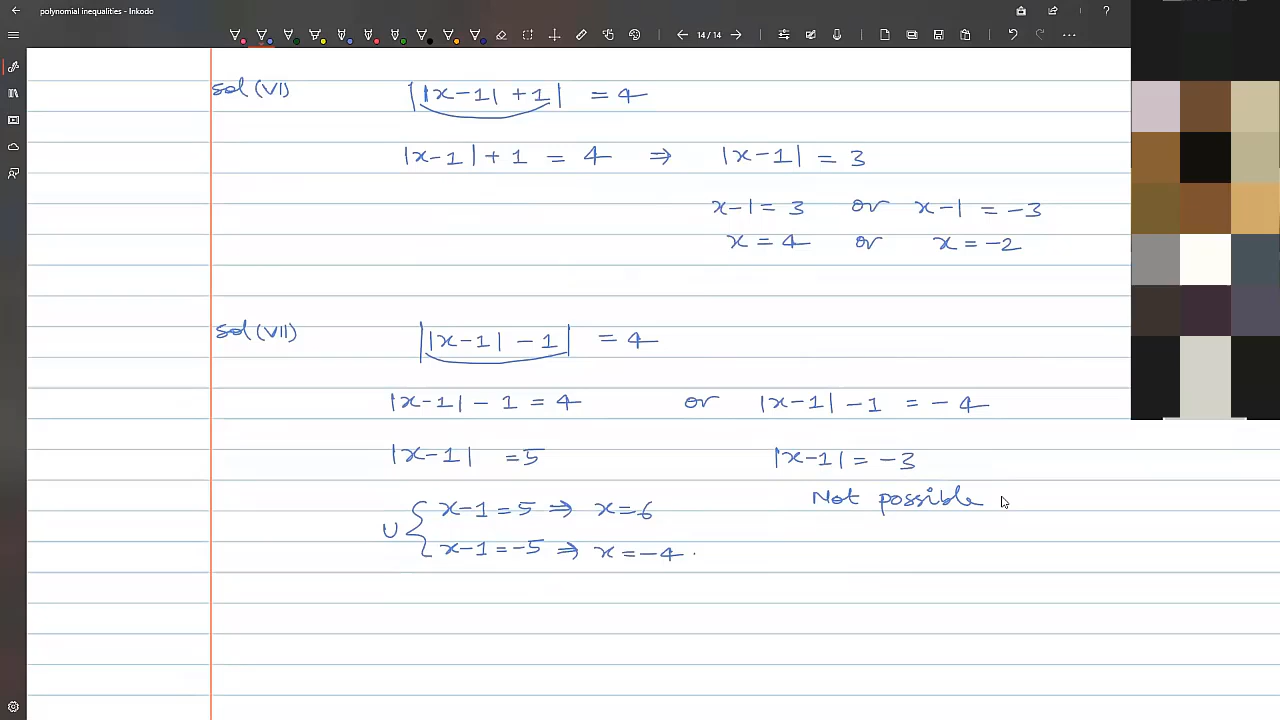 polynomial inequalities - Inkodo
14 / 14
sol (VI) ||x-1| +1| = 4
|x-1| + 1 = 4 ⇒ |x-1| = 3
x-1 = 3 or x-1 = -3
x = 4 or x = -2
sol (VII) ||x-1| - 1| = 4
|x-1| - 1 = 4 or |x-1| - 1 = - 4
|x-1| = 5 |x-1| = -3
∪ { x-1 = 5 ⇒ x = 6 Not possible
x-1 = -5 ⇒ x = -4 .